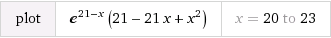 plot e^(21-x) (21 - 21 x + x^2) x = 20 to 23